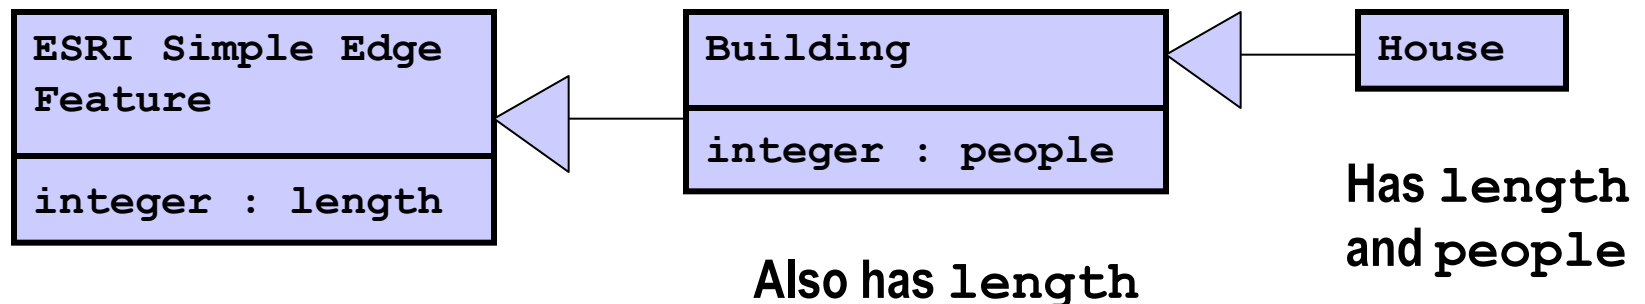 ESRI Simple Edge
Feature
integer : length
Building
integer : people
Also has length
House
Has length
and people